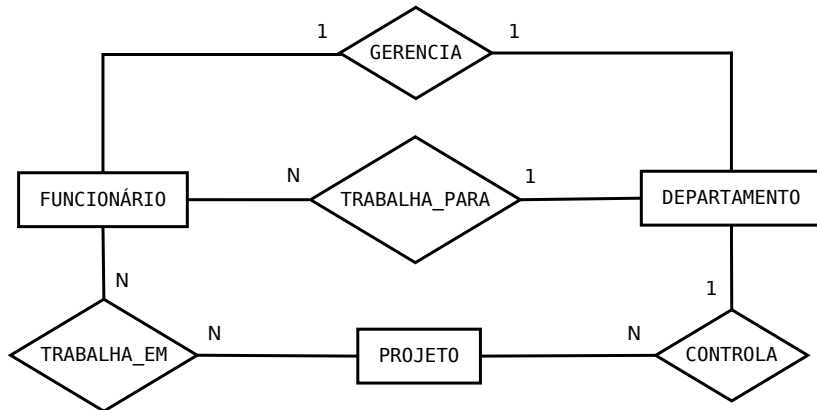 1
GERENCIA
1
FUNCIONÁRIO
N
TRABALHA_PARA
1
DEPARTAMENTO
N
1
TRABALHA_EM
N
PROJETO
N
CONTROLA